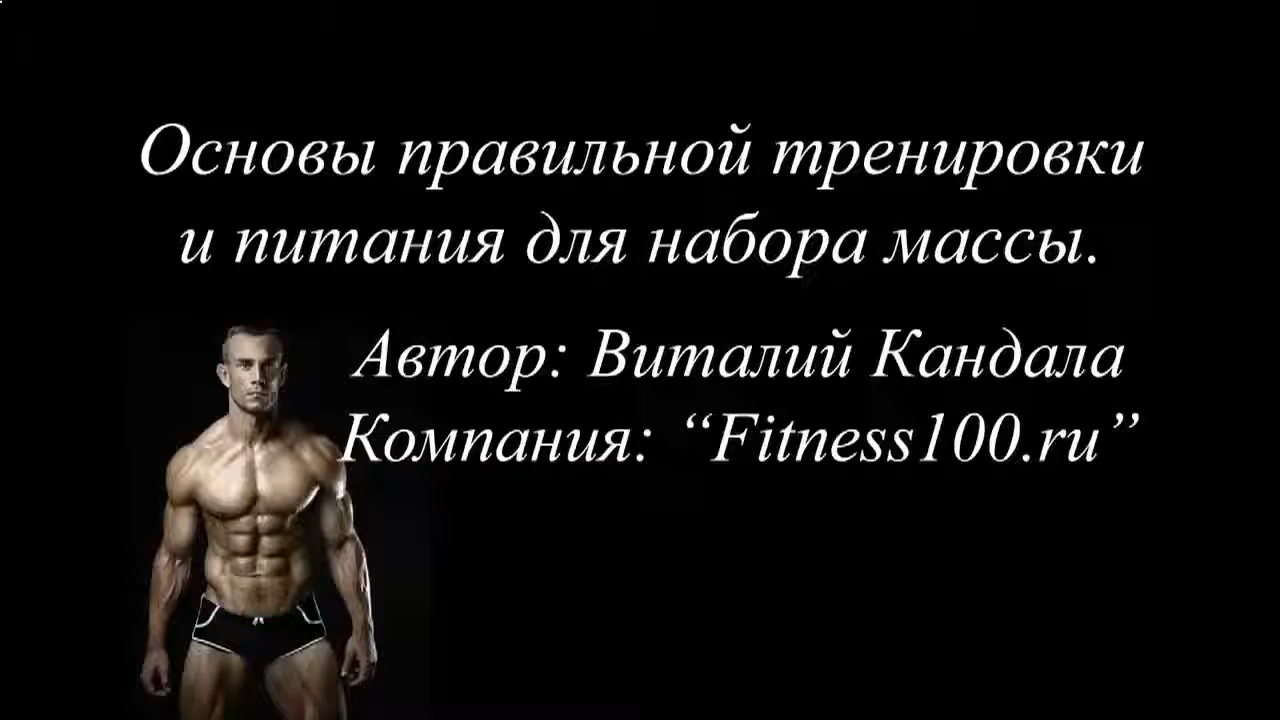 Основы правильной тренировки
и питания для набора массы.
Автор: Виталий Кандала
Компания: “Fitness100.ru”